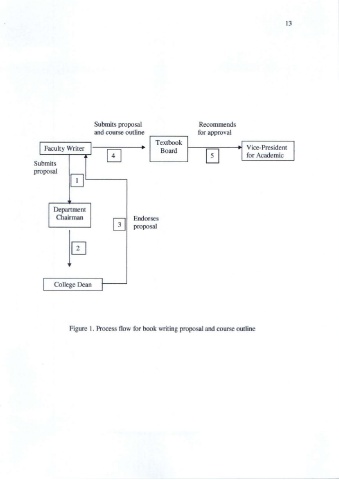 13
Submits proposal
and course outline
Recommends
for approval
Faculty Writer
4
Textbook
Board
5
Vice-President
for Academic
Submits
proposal
1
Department
Chairman
3
Endorses
proposal
2
College Dean
Figure 1. Process flow for book writing proposal and course outline